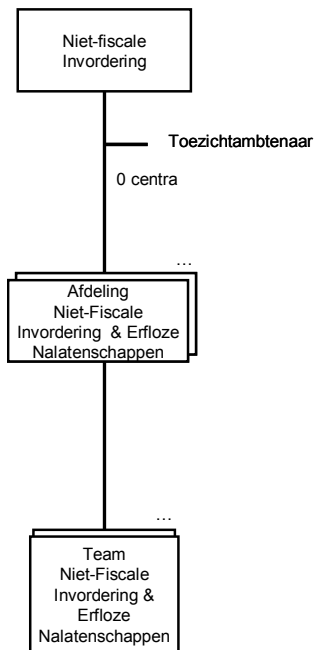 Niet-fiscale
Invordering
Toezichtambtenaar
0 centra
...
Afdeling
Niet-Fiscale
Invordering & Erfloze
Nalatenschappen
...
Team
Niet-Fiscale
Invordering &
Erfloze
Nalatenschappen